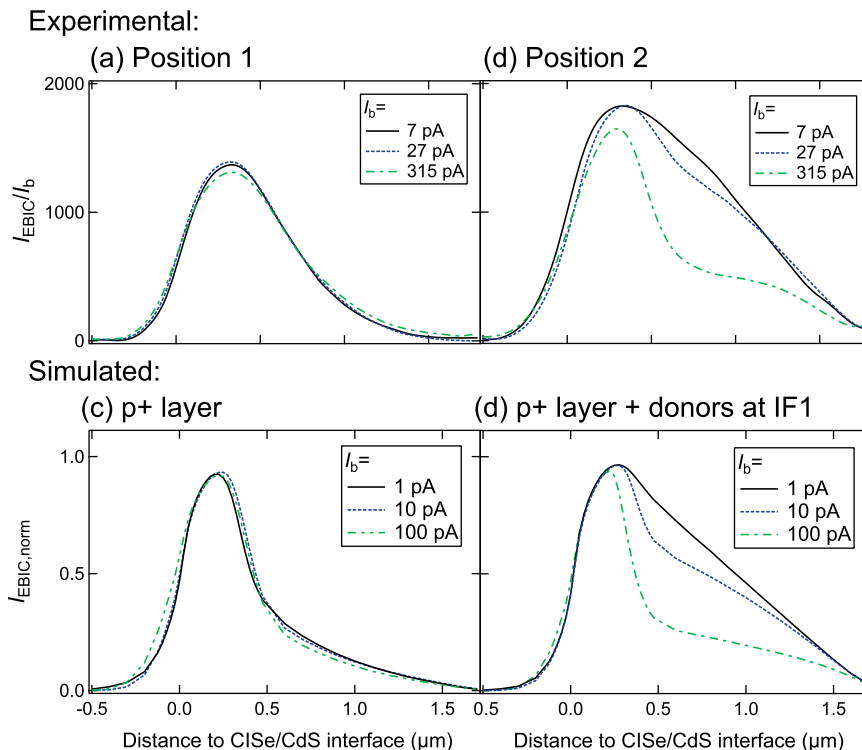 Experimental:
(a) Position 1
(d) Position 2
2000
1000
0
I_EBIC/I_b
I_b=
7 pA
27 pA
315 pA
I_b=
7 pA
27 pA
315 pA
Simulated:
(c) p+ layer
(d) p+ layer + donors at IF1
1.0
0.5
0.0
I_EBIC,norm
I_b=
1 pA
10 pA
100 pA
I_b=
1 pA
10 pA
100 pA
-0.5 0.0 0.5 1.0 1.5
0.5 0.0 0.5 1.0 1.5
Distance to CISe/CdS interface (µm)
Distance to CISe/CdS interface (µm)